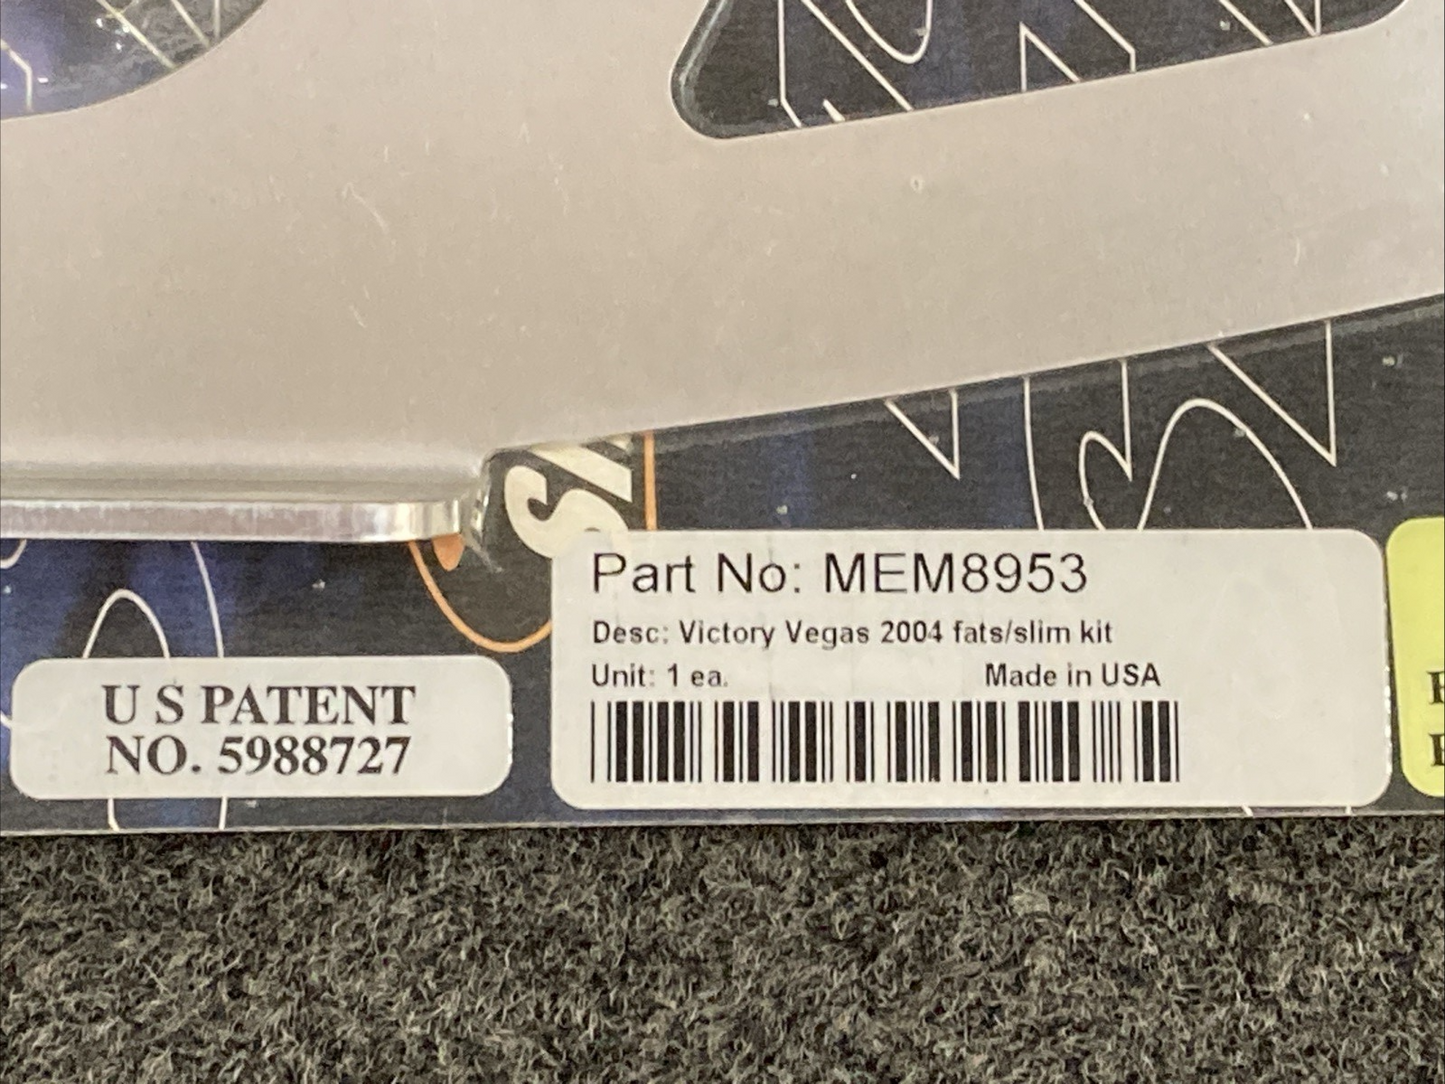 Part No: MEM8953
Desc: Victory Vegas 2004 fats/slim kit
Unit: 1 ea. Made in USA
U S PATENT
NO. 5988727